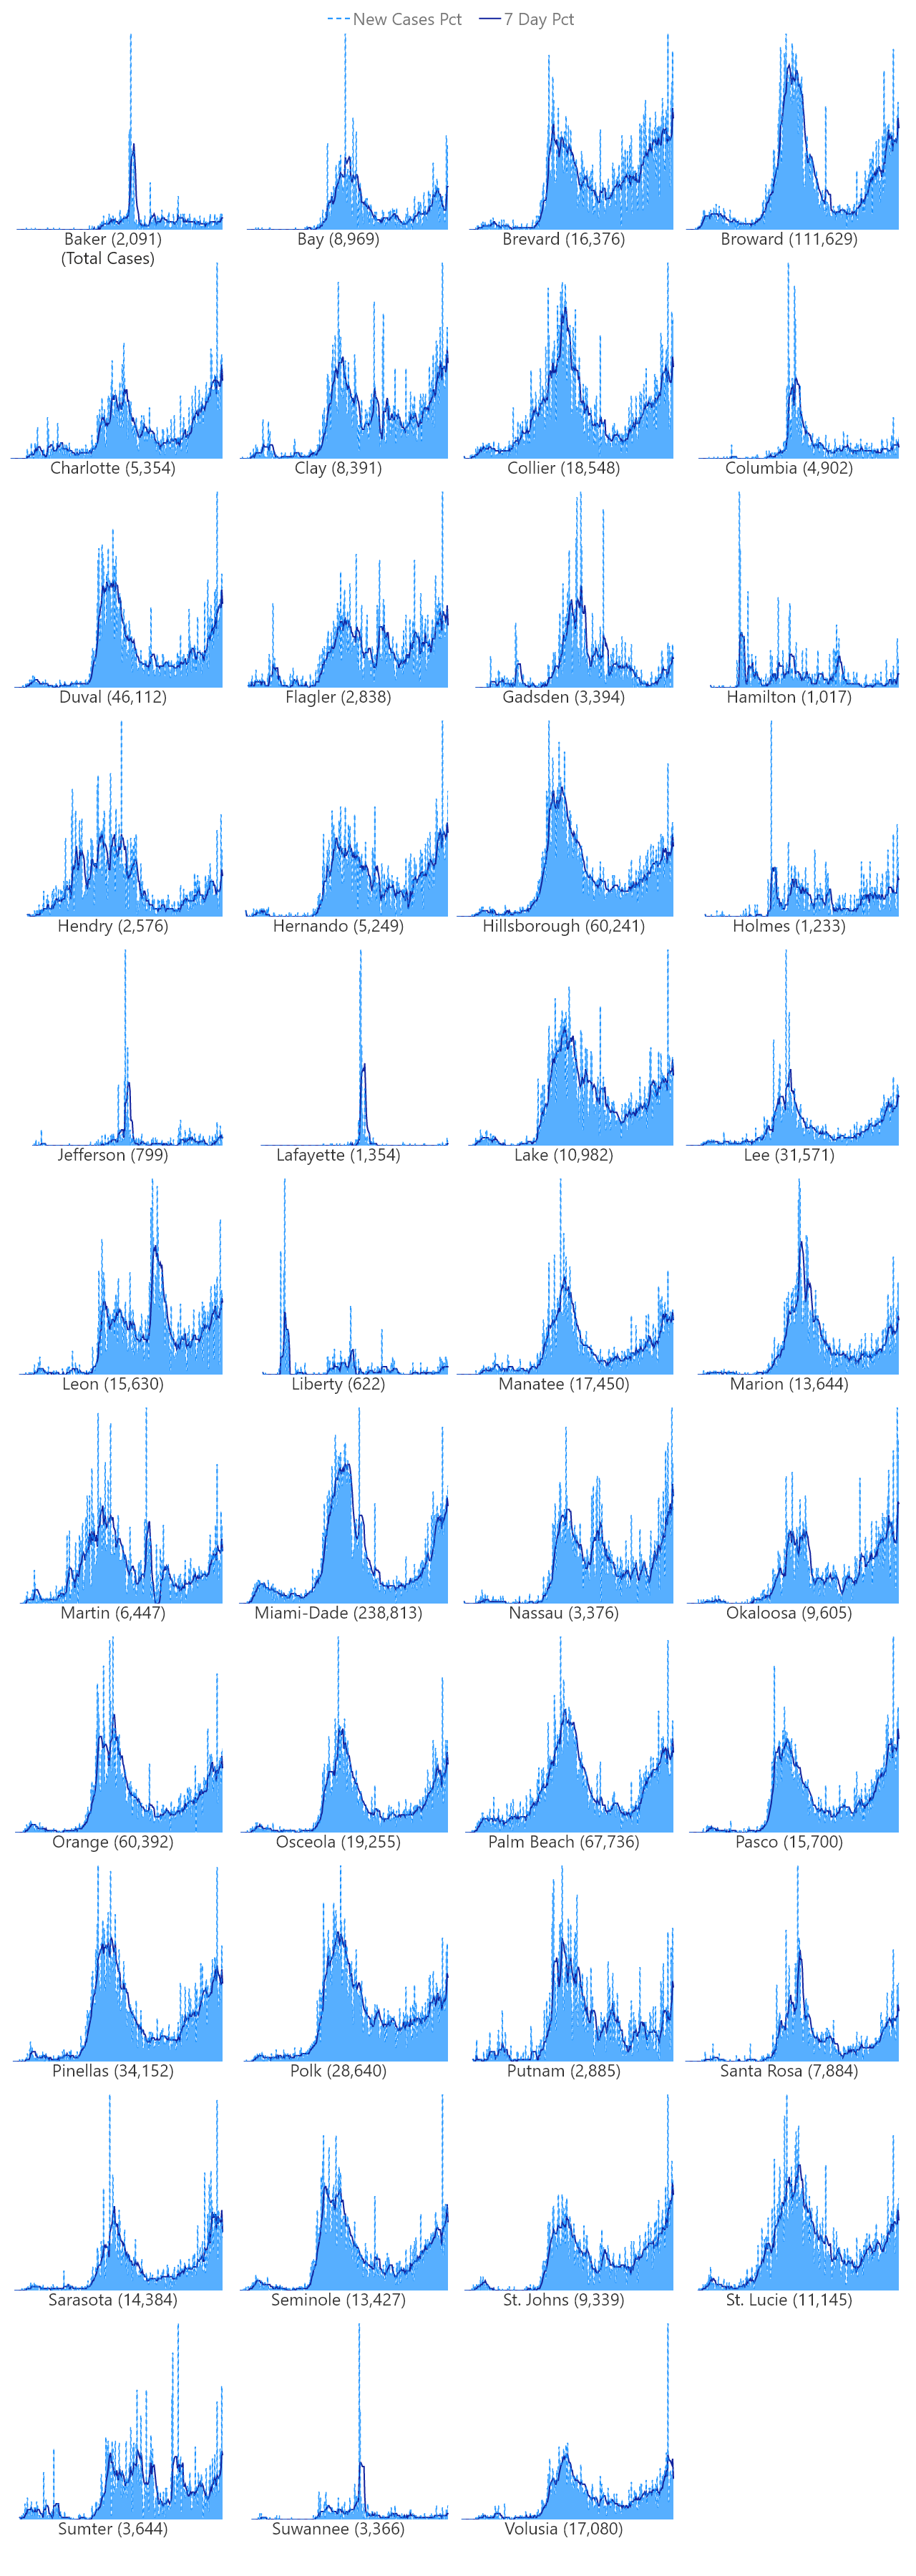 New Cases Pct 7 Day Pct
Baker (2,091) Bay (8,969) Brevard (16,376) Broward (111,629)
(Total Cases)
Charlotte (5,354) Clay (8,391) Collier (18,548) Columbia (4,902)
Duval (46,112) Flagler (2,838) Gadsden (3,394) Hamilton (1,017)
Hendry (2,576) Hernando (5,249) Hillsborough (60,241) Holmes (1,233)
Jefferson (799) Lafayette (1,354) Lake (10,982) Lee (31,571)
Leon (15,630) Liberty (622) Manatee (17,450) Marion (13,644)
Martin (6,447) Miami-Dade (238,813) Nassau (3,376) Okaloosa (9,605)
Orange (60,392) Osceola (19,255) Palm Beach (67,736) Pasco (15,700)
Pinellas (34,152) Polk (28,640) Putnam (2,885) Santa Rosa (7,884)
Sarasota (14,384) Seminole (13,427) St. Johns (9,339) St. Lucie (11,145)
Sumter (3,644) Suwannee (3,366) Volusia (17,080)